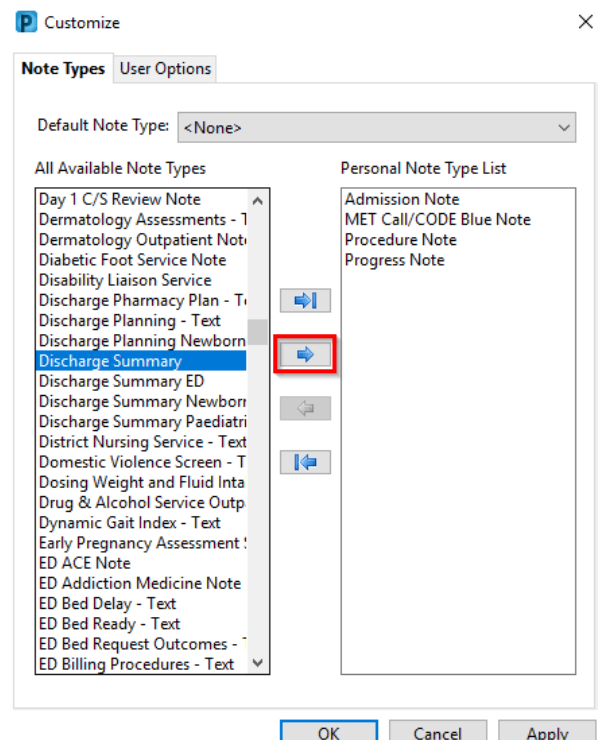 P Customize
Note Types User Options
Default Note Type: <None>
All Available Note Types
Day 1 C/S Review Note
Dermatology Assessments - T
Dermatology Outpatient Note
Diabetic Foot Service Note
Disability Liaison Service
Discharge Pharmacy Plan - Te
Discharge Planning - Text
Discharge Planning Newborn
Discharge Summary
Discharge Summary ED
Discharge Summary Newborn
Discharge Summary Paediatri
District Nursing Service - Text
Domestic Violence Screen - T
Dosing Weight and Fluid Inta
Drug & Alcohol Service Outp
Dynamic Gait Index - Text
Early Pregnancy Assessment
ED ACE Note
ED Addiction Medicine Note
ED Bed Delay - Text
ED Bed Ready - Text
ED Bed Request Outcomes -
ED Billing Procedures - Text
Personal Note Type List
Admission Note
MET Call/CODE Blue Note
Procedure Note
Progress Note
OK Cancel Apply